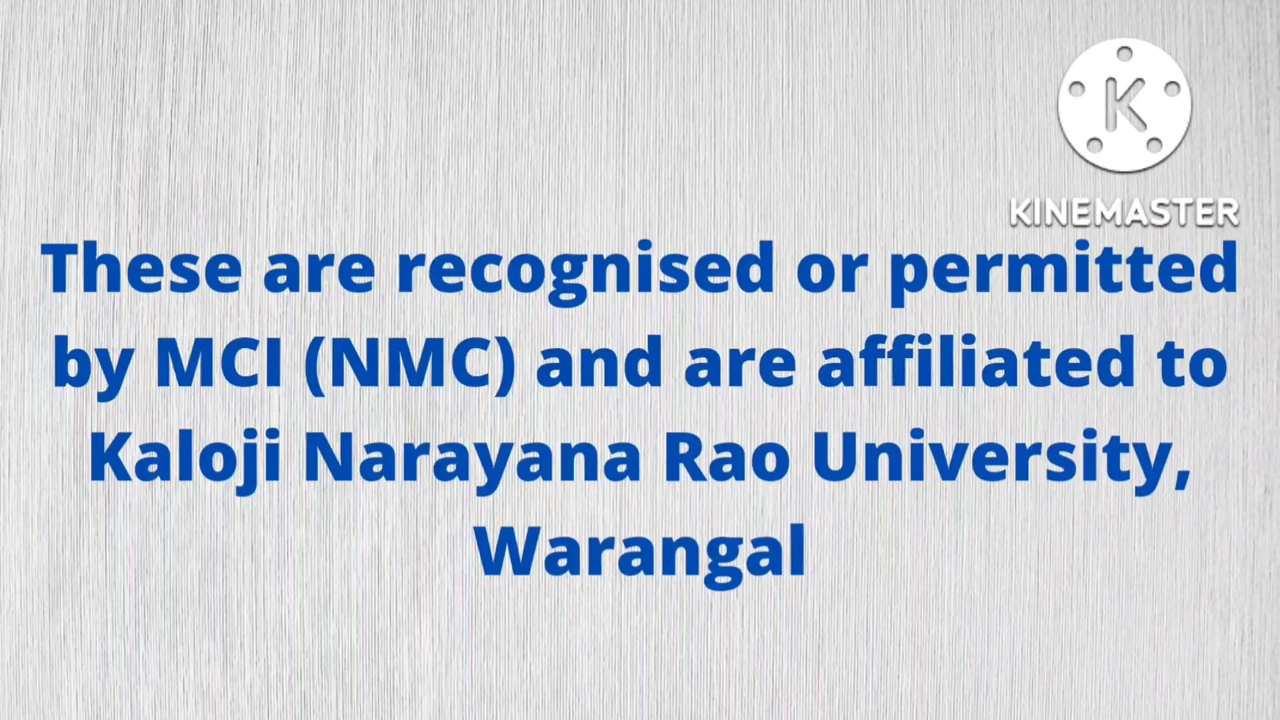 K
KINEMASTER
These are recognised or permitted
by MCI (NMC) and are affiliated to
Kaloji Narayana Rao University,
Warangal